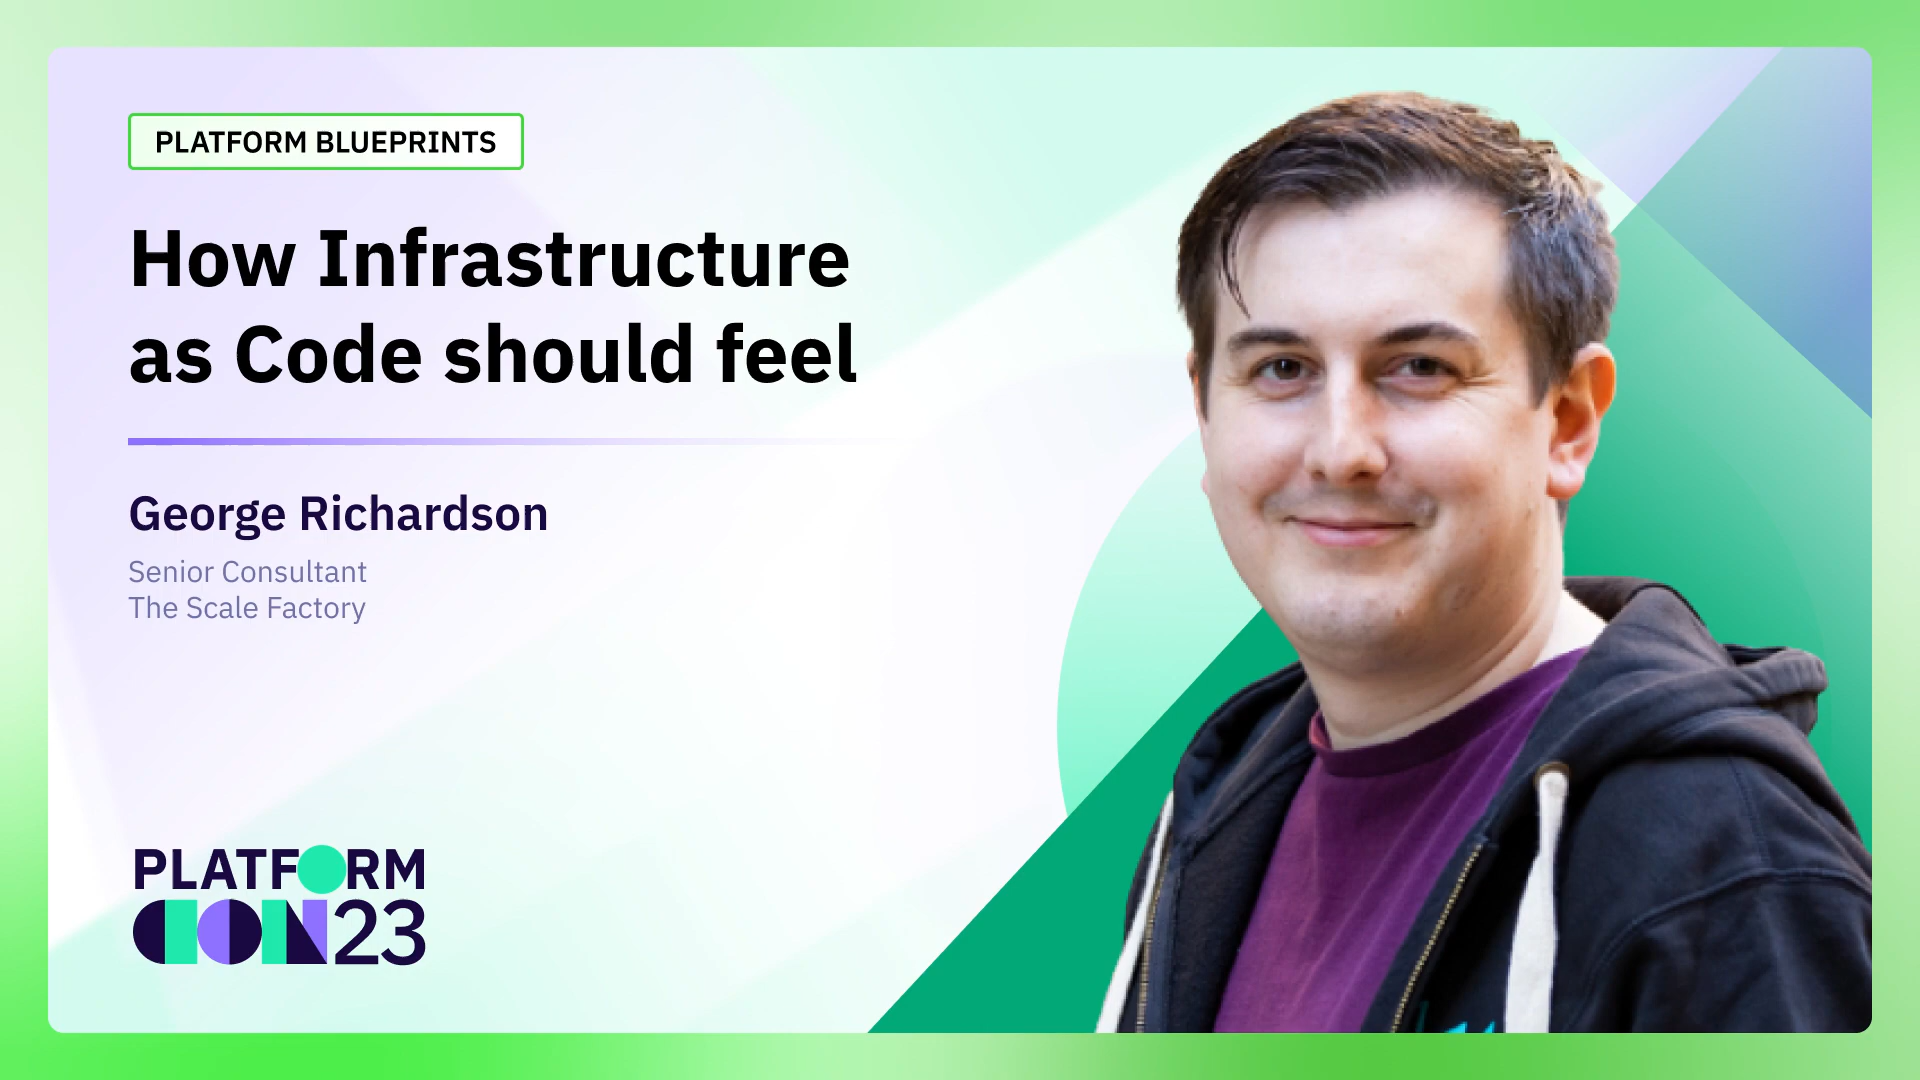 PLATFORM BLUEPRINTS
How Infrastructure
as Code should feel
George Richardson
Senior Consultant
The Scale Factory
PLATFORM
CON23